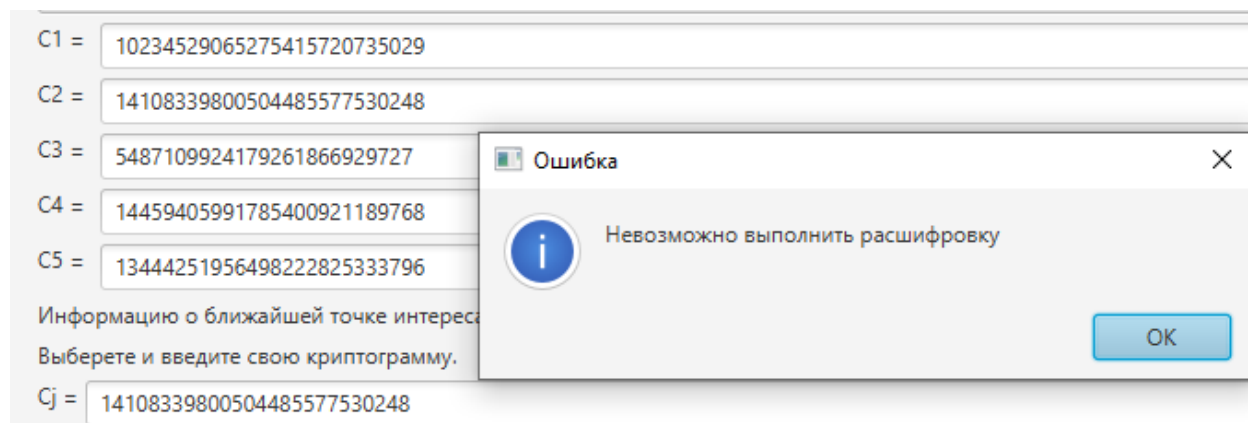 C1 = 10234529065275415720735029
C2 = 14108339800504485577530248
C3 = 5487109924179261866929727
Ошибка
C4 = 14459405991785400921189768
Невозможно выполнить расшифровку
C5 = 13444251956498222825333796
Информацию о ближайшей точке интереса
OK
Выберете и введите свою криптограмму.
Cj = 14108339800504485577530248